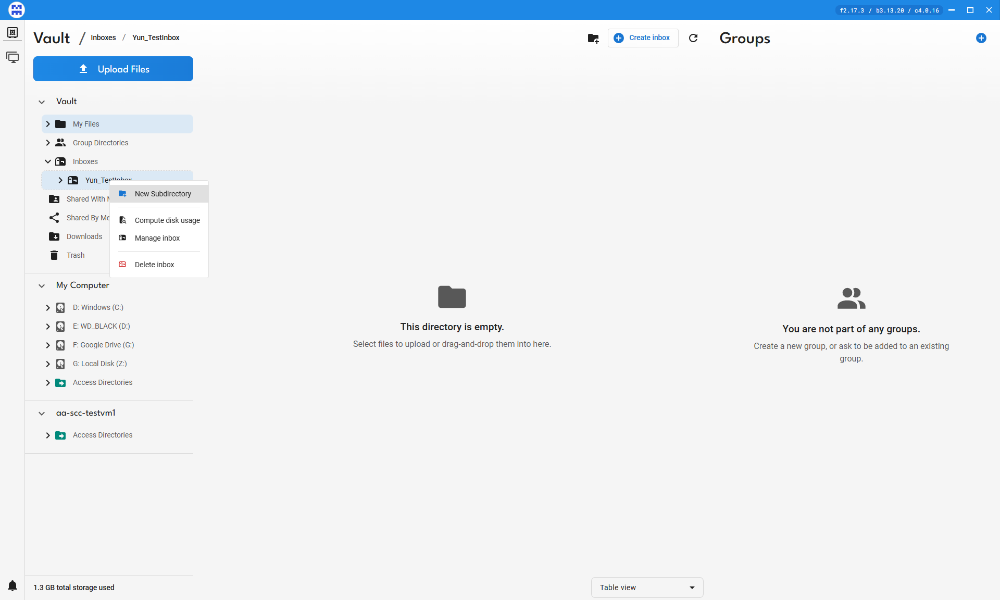 f2.17.3 / b3.13.20 / c4.0.16
Vault / Inboxes / Yun_TestInbox
Create inbox
Groups
Upload Files
Vault
My Files
Group Directories
Inboxes
Yun_TestInbox
New Subdirectory
Shared With
Shared By Me
Compute disk usage
Downloads
Manage inbox
Trash
Delete inbox
My Computer
D: Windows (C:)
E: WD_BLACK (D:)
F: Google Drive (G:)
G: Local Disk (Z:)
Access Directories
aa-scc-testvm1
Access Directories
This directory is empty.
Select files to upload or drag-and-drop them into here.
You are not part of any groups.
Create a new group, or ask to be added to an existing
group.
1.3 GB total storage used
Table view